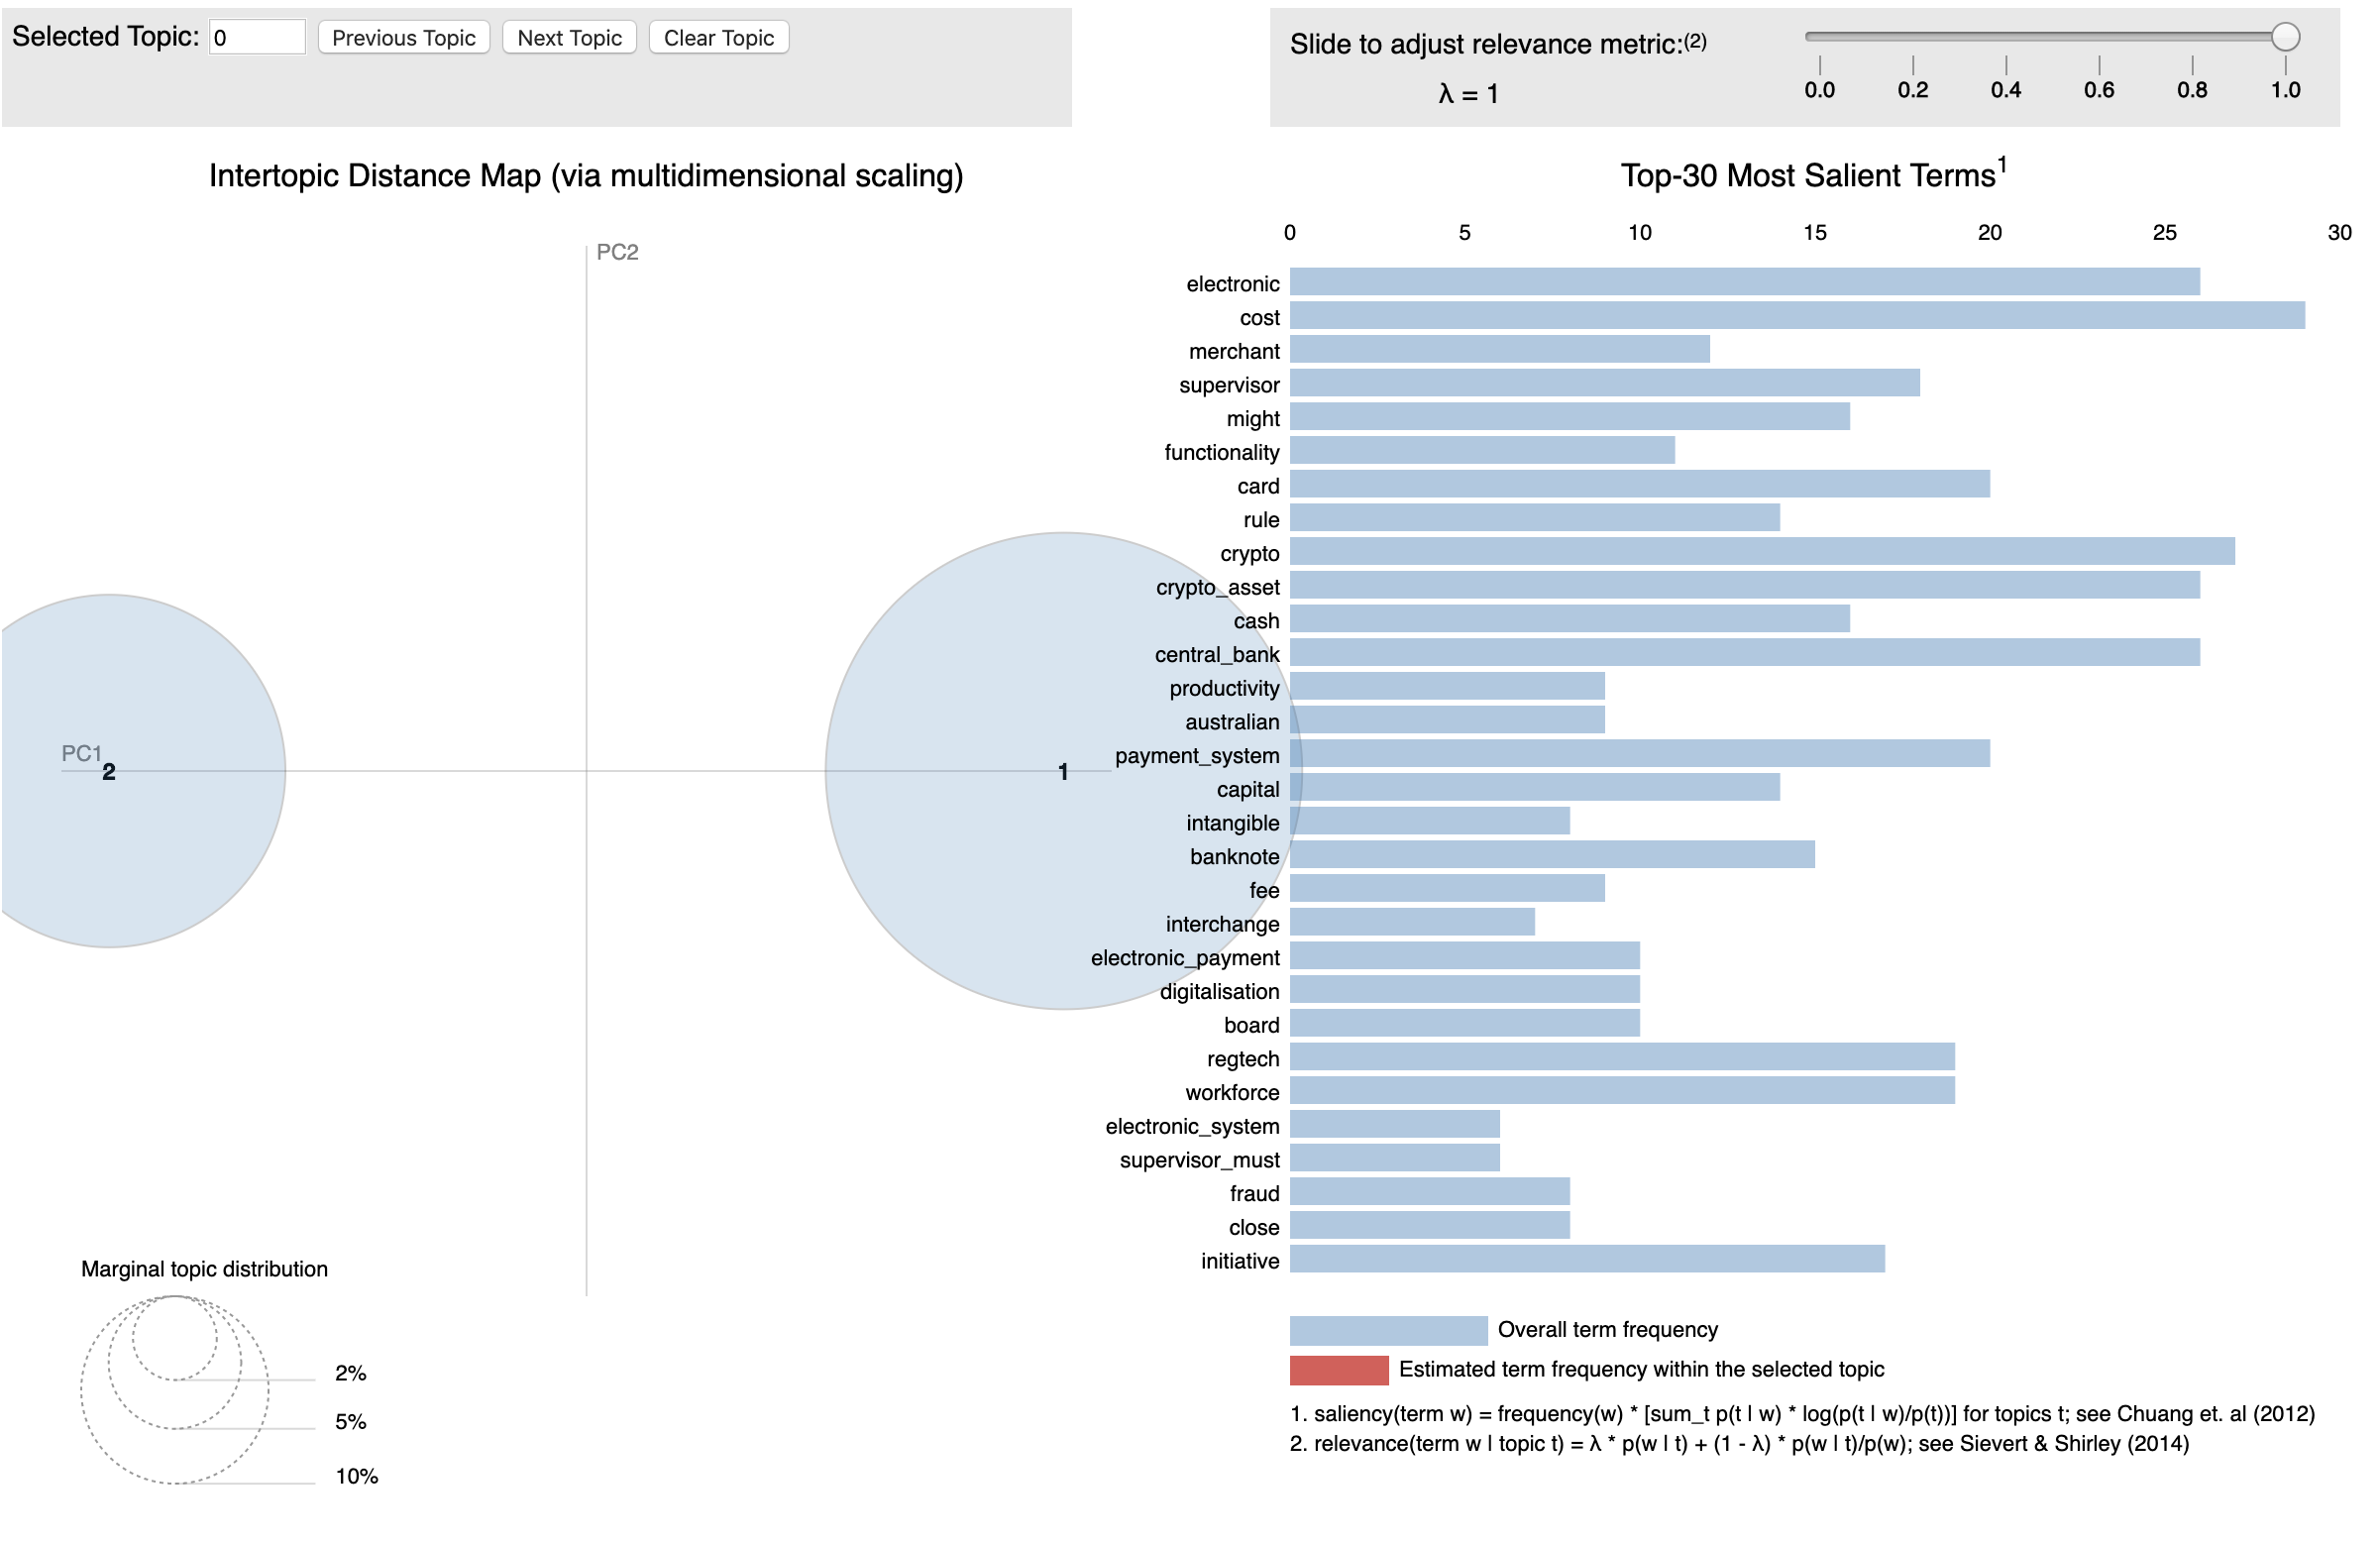 Selected Topic: 0 Previous Topic Next Topic Clear Topic
Slide to adjust relevance metric:(2)
λ = 1
0.0 0.2 0.4 0.6 0.8 1.0
Intertopic Distance Map (via multidimensional scaling)
PC2
PC1
2
1
Marginal topic distribution
2%
5%
10%
Top-30 Most Salient Terms1
0 5 10 15 20 25 30
electronic
cost
merchant
supervisor
might
functionality
card
rule
crypto
crypto_asset
cash
central_bank
productivity
australian
payment_system
capital
intangible
banknote
fee
interchange
electronic_payment
digitalisation
board
regtech
workforce
electronic_system
supervisor_must
fraud
close
initiative
Overall term frequency
Estimated term frequency within the selected topic
1. saliency(term w) = frequency(w) * [sum_t p(t | w) * log(p(t | w)/p(t))] for topics t; see Chuang et. al (2012)
2. relevance(term w | topic t) = λ * p(w | t) + (1 - λ) * p(w | t)/p(w); see Sievert & Shirley (2014)